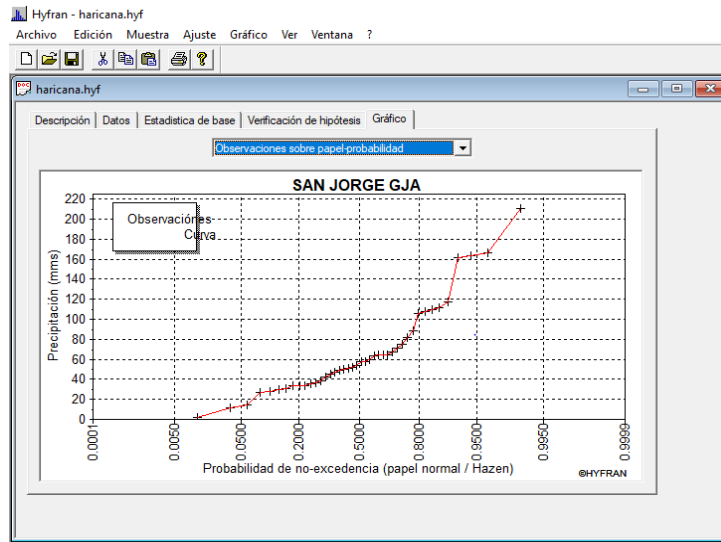 Hyfran - haricana.hyf
Archivo Edición Muestra Ajuste Gráfico Ver Ventana ?
haricana.hyf
Descripción Datos Estadistica de base Verificación de hipótesis Gráfico
Observaciones sobre papel-probabilidad
SAN JORGE GJA
Observaciónes
Curva
Precipitación (mms)
220
200
180
160
140
120
100
80
60
40
20
0
0.0001 0.0050 0.0500 0.2000 0.5000 0.8000 0.9500 0.9950 0.9999
Probabilidad de no-excedencia (papel normal / Hazen)
©HYFRAN